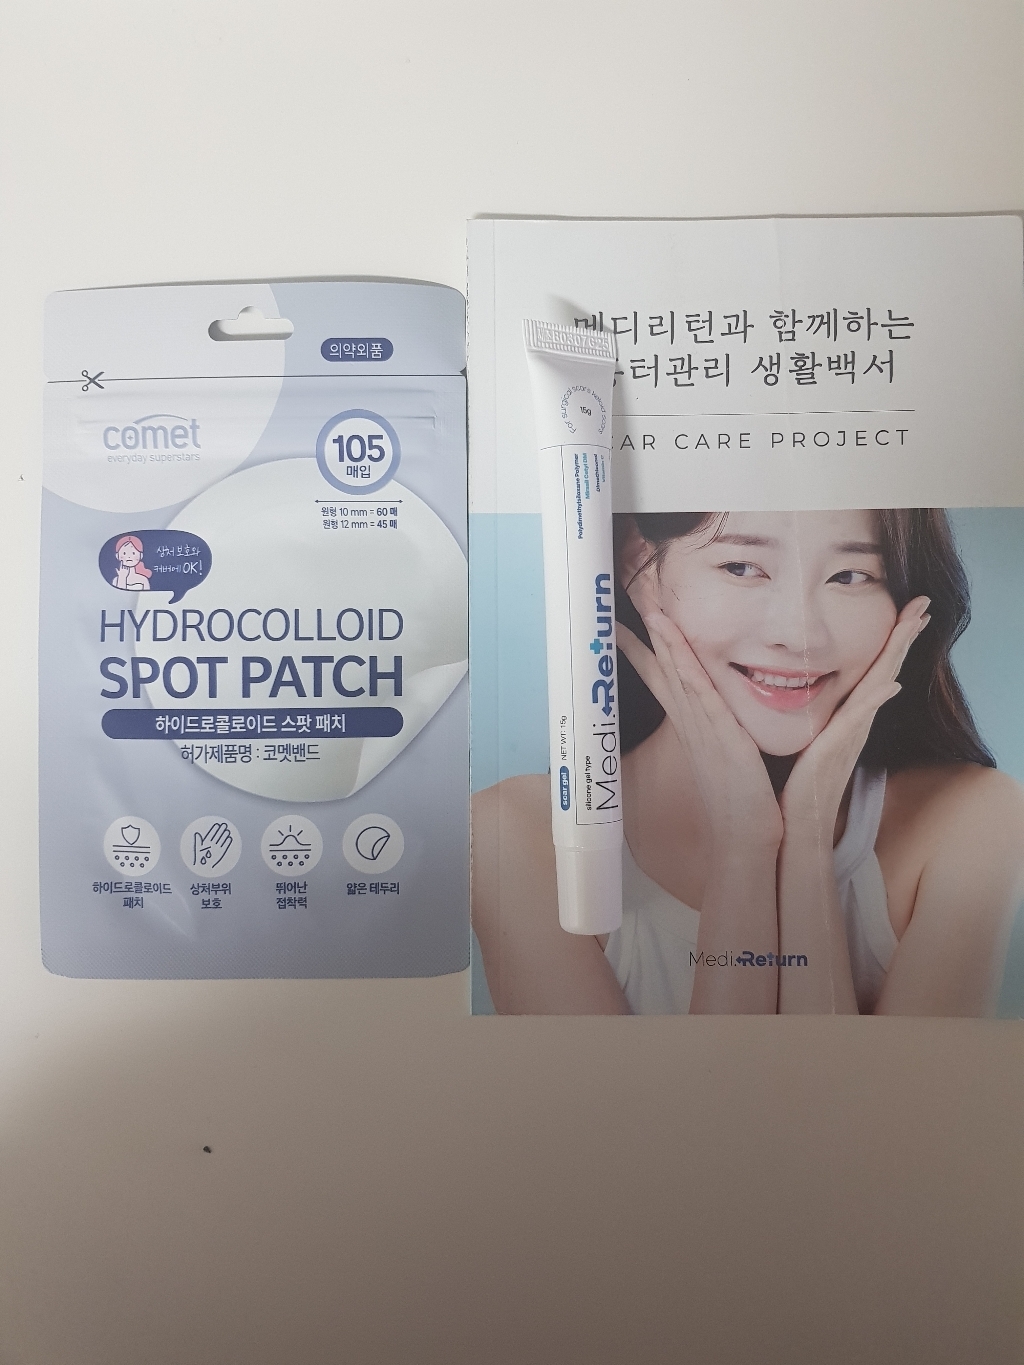 의약외품
comet
everyday superstars
105
매입
원형 10 mm = 60 매
원형 12 mm = 45 매
상처 보호와
커버에 OK!
HYDROCOLLOID
SPOT PATCH
하이드로콜로이드 스팟 패치
허가제품명 : 코멧밴드
하이드로콜로이드
패치
상처부위
보호
뛰어난
접착력
얇은 테두리
메디리턴과 함께하는
흉터관리 생활백서
CAR CARE PROJECT
15g
Polydimethylsiloxane Polymer
Medi.Return
silicone gel type
scar gel NET WT: 15g
Medi.Return